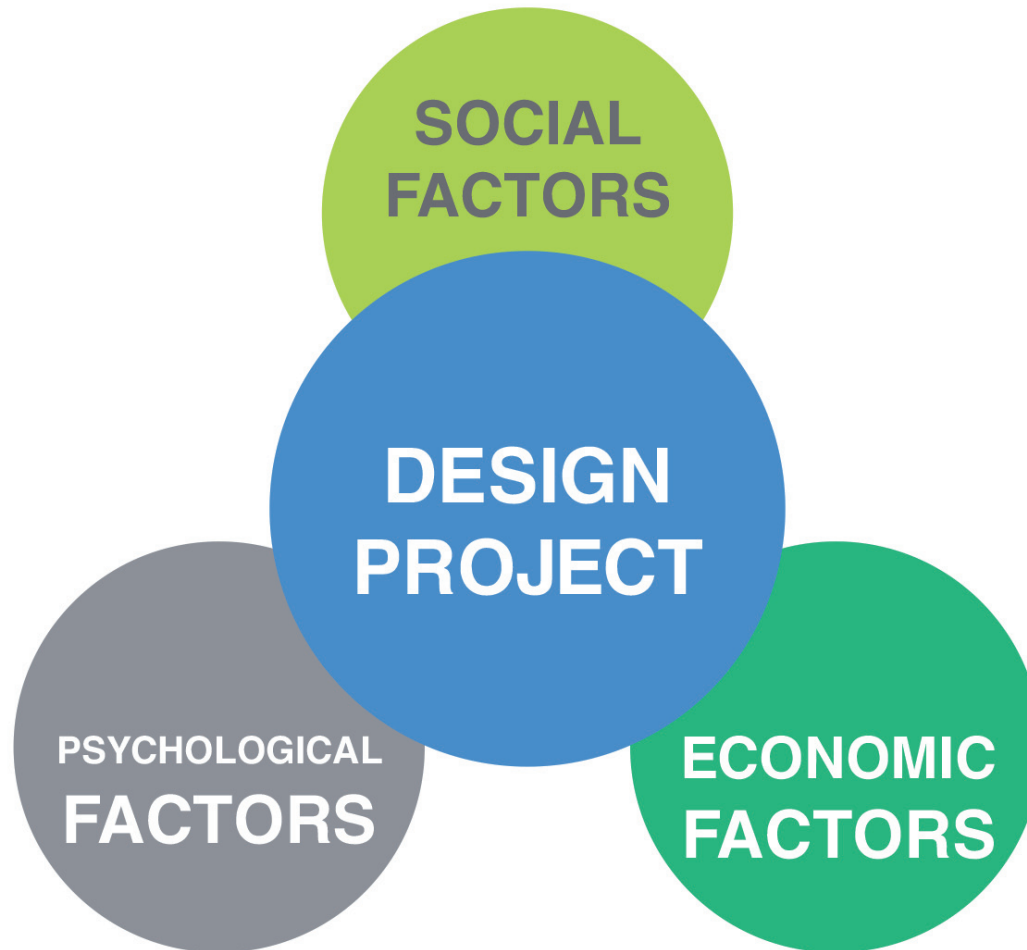 SOCIAL
FACTORS
DESIGN
PROJECT
PSYCHOLOGICAL
FACTORS
ECONOMIC
FACTORS